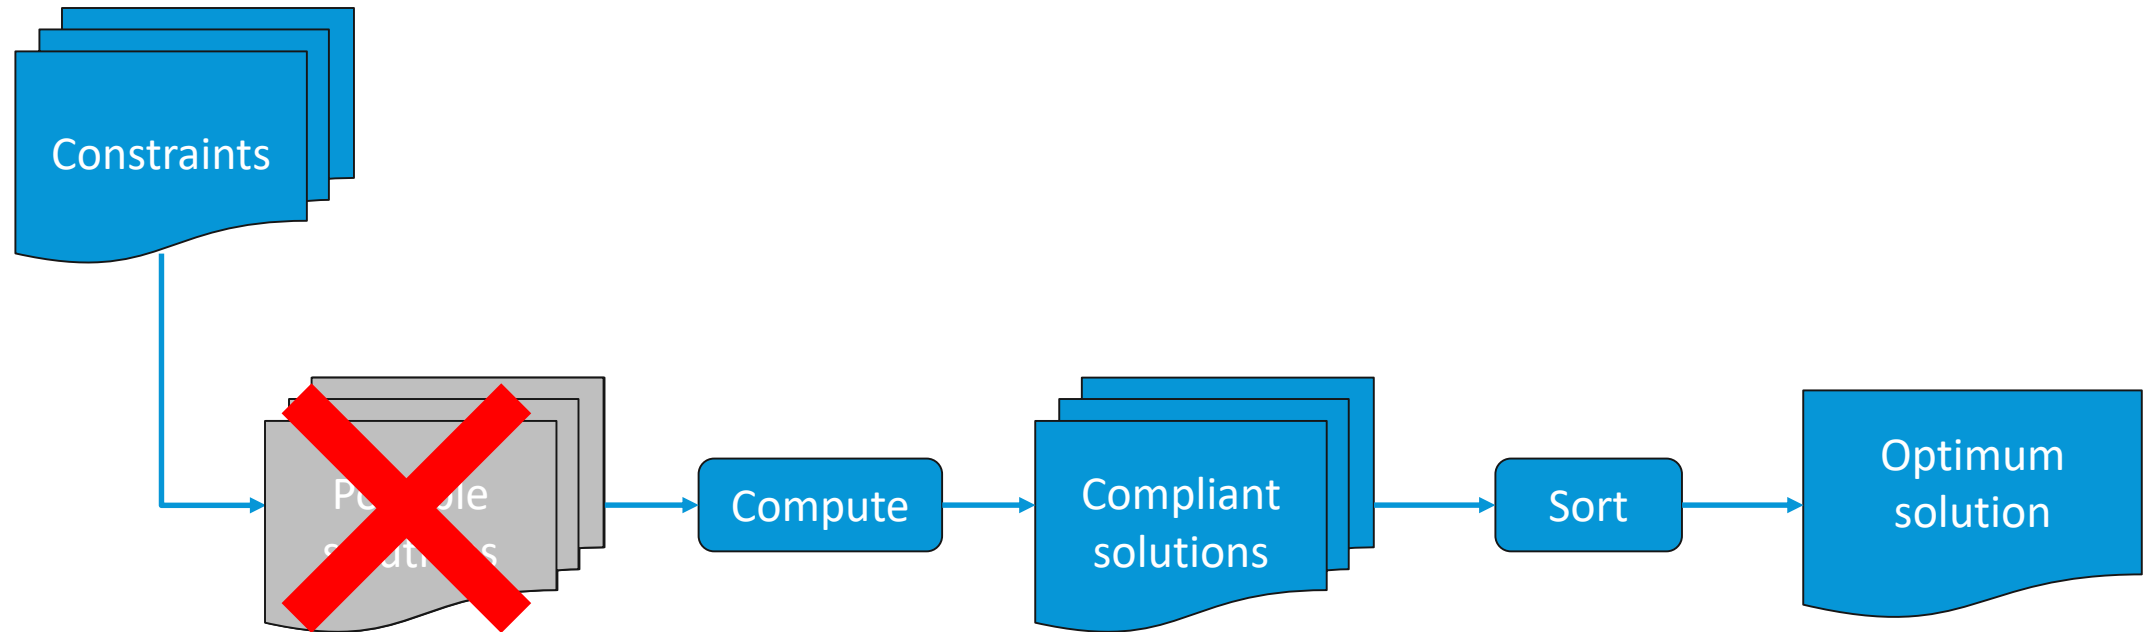 Constraints
Compute
Compliant
solutions
Sort
Optimum
solution